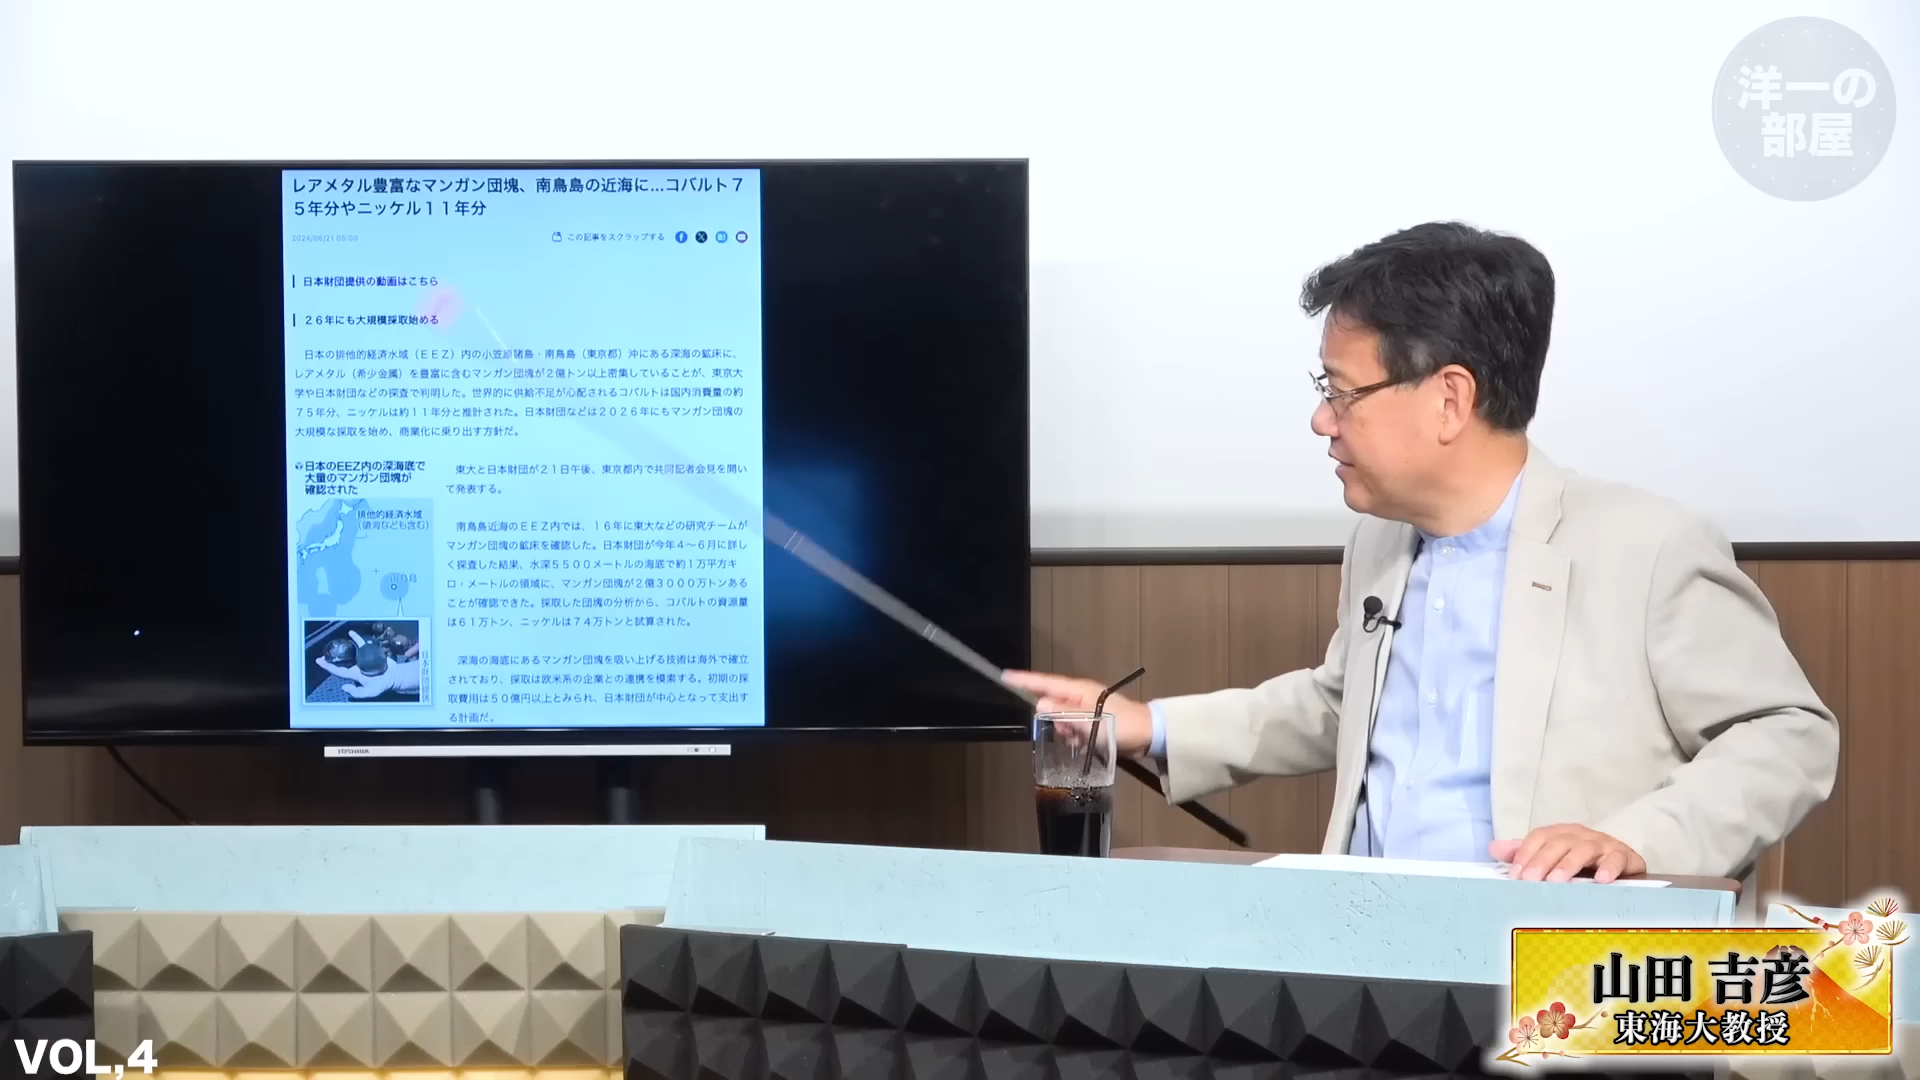 洋一の
部屋
レアメタル豊富なマンガン団塊、南鳥島の近海に…コバルト７
５年分やニッケル１１年分
2024/06/21 05:00
この記事をスクラップする
日本財団提供の動画はこちら
２６年にも大規模採取始める
日本の排他的経済水域（ＥＥＺ）内の小笠原諸島・南鳥島（東京都）沖にある深海の鉱床に、
レアメタル（希少金属）を豊富に含むマンガン団塊が２億トン以上密集していることが、東京大
学や日本財団などの探査で判明した。世界的に供給不足が心配されるコバルトは国内消費量の約
７５年分、ニッケルは約１１年分と推計された。日本財団などは２０２６年にもマンガン団塊の
大規模な採取を始め、商業化に乗り出す方針だ。
日本のEEZ内の深海底で
大量のマンガン団塊が
確認された
排他的経済水域
（領海なども含む）
南鳥島
日本財団提供
東大と日本財団が２１日午後、東京都内で共同記者会見を開い
て発表する。
南鳥島近海のＥＥＺ内では、１６年に東大などの研究チームが
マンガン団塊の鉱床を確認した。日本財団が今年４～６月に詳し
く探査した結果、水深５５００メートルの海底で約１万平方キ
ロ・メートルの領域に、マンガン団塊が２億３０００万トンある
ことが確認できた。採取した団塊の分析から、コバルトの資源量
は６１万トン、ニッケルは７４万トンと試算された。
深海の海底にあるマンガン団塊を吸い上げる技術は海外で確立
されており、採取は欧米系の企業との連携を模索する。初期の採
取費用は５０億円以上とみられ、日本財団が中心となって支出す
る計画だ。
TOSHIBA
山田 吉彦
東海大教授
VOL,4